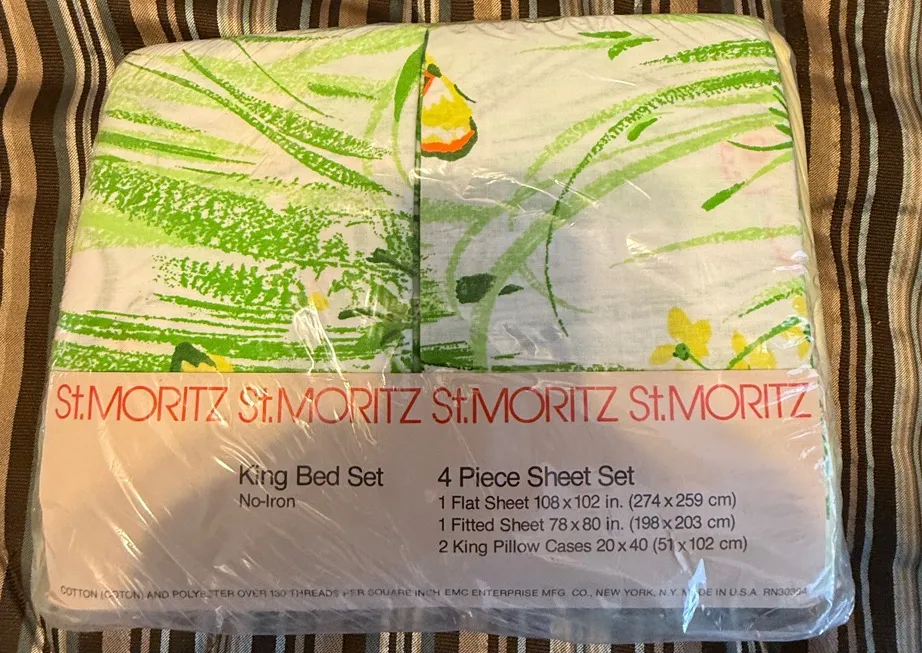 St.MORITZ St.MORITZ St.MORITZ St.MORITZ
King Bed Set
No-Iron
4 Piece Sheet Set
1 Flat Sheet 108 x 102 in. (274 x 259 cm)
1 Fitted Sheet 78 x 80 in. (198 x 203 cm)
2 King Pillow Cases 20 x 40 (51 x 102 cm)
COTTON (COTON) AND POLYESTER OVER 130 THREADS PER SQUARE INCH EMC ENTERPRISE MFG. CO., NEW YORK, N.Y. MADE IN U.S.A.